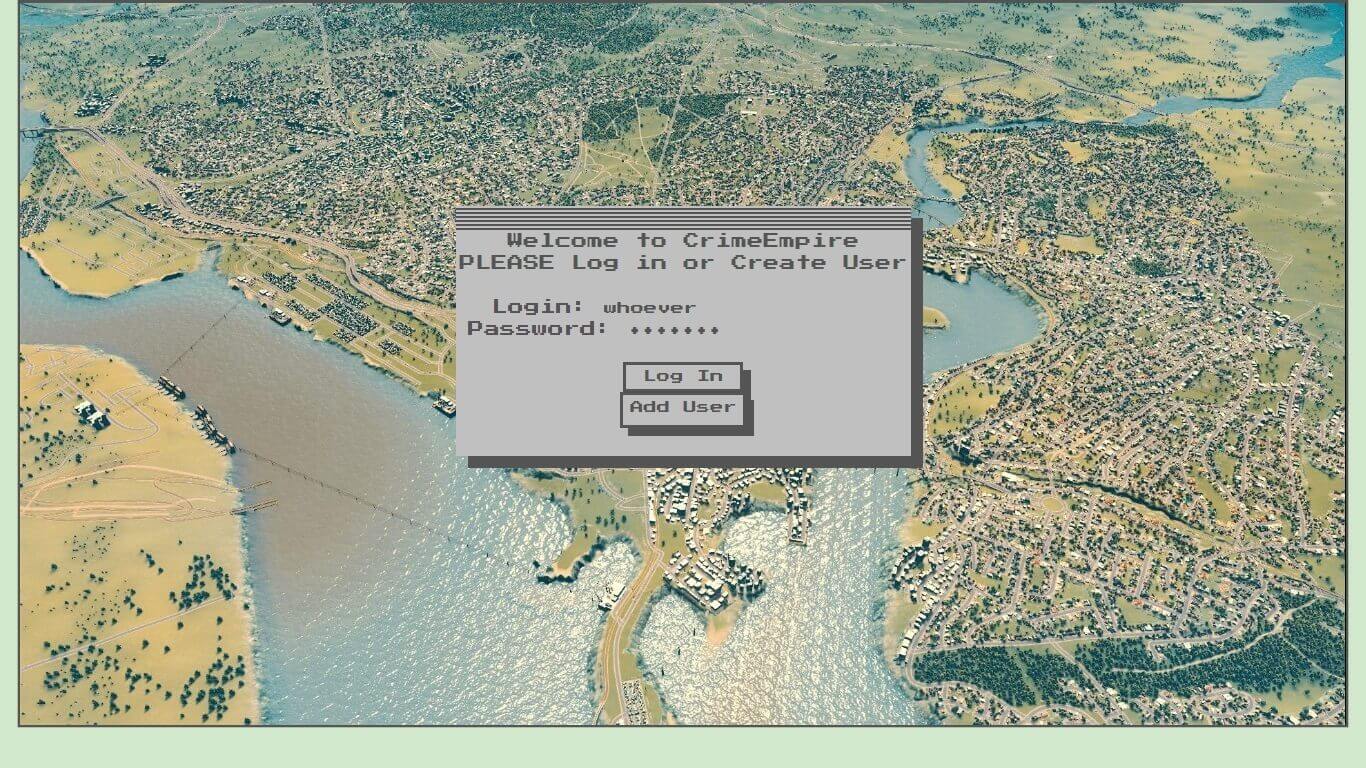 Welcome to CrimeEmpire
PLEASE Log in or Create User
Login: whoever
Password: •••••••
Log In
Add User